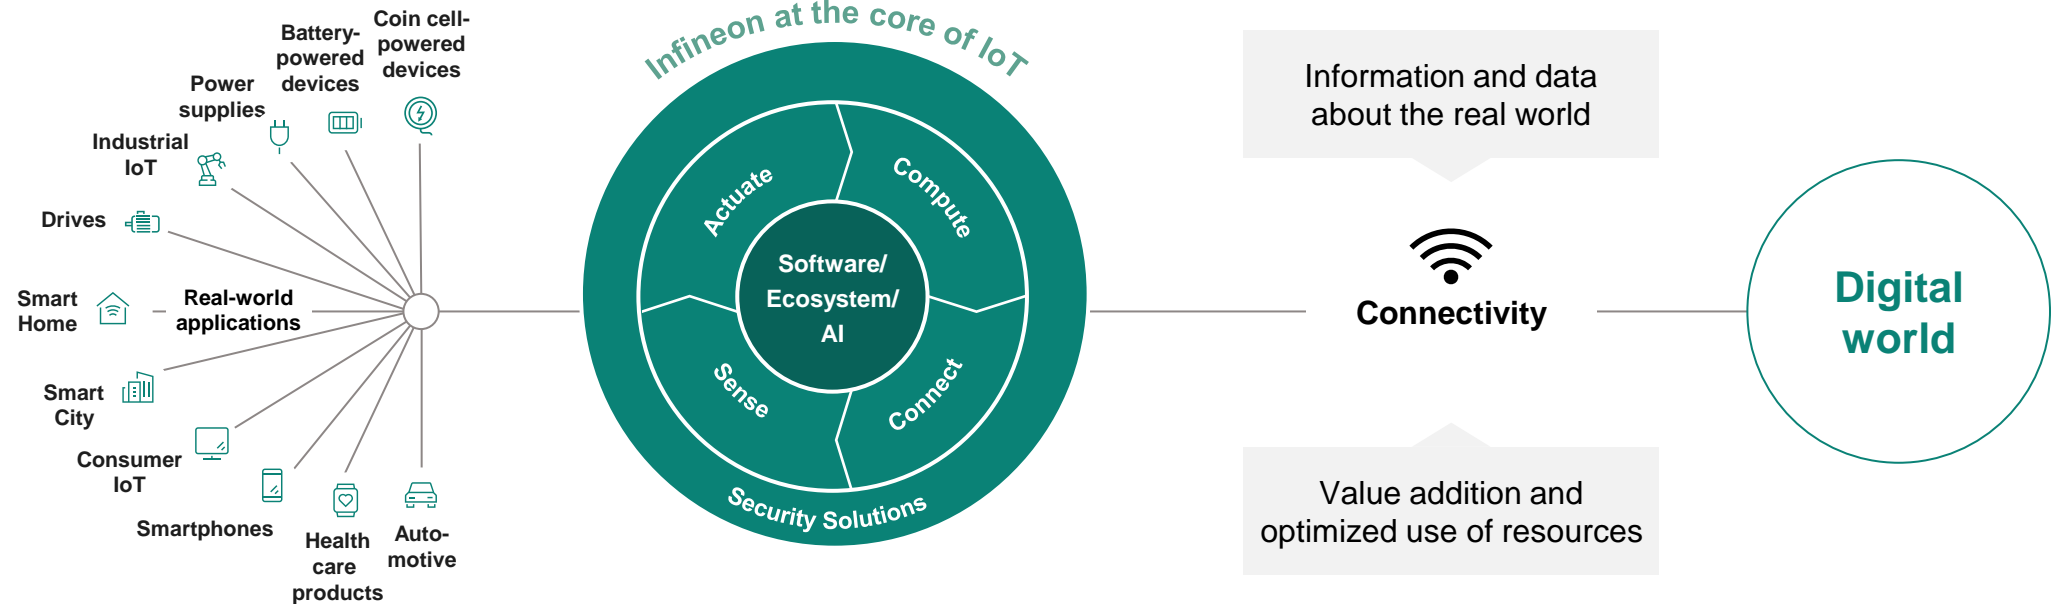 Coin cell-
powered
devices
Battery-
powered
devices
Power
supplies
Industrial
IoT
Drives
Smart
Home
Real-world
applications
Smart
City
Consumer
IoT
Smartphones
Health
care
products
Auto-
motive
Infineon at the core of IoT
Actuate
Compute
Software/
Ecosystem/
AI
Sense
Connect
Security Solutions
Information and data
about the real world
Connectivity
Value addition and
optimized use of resources
Digital
world